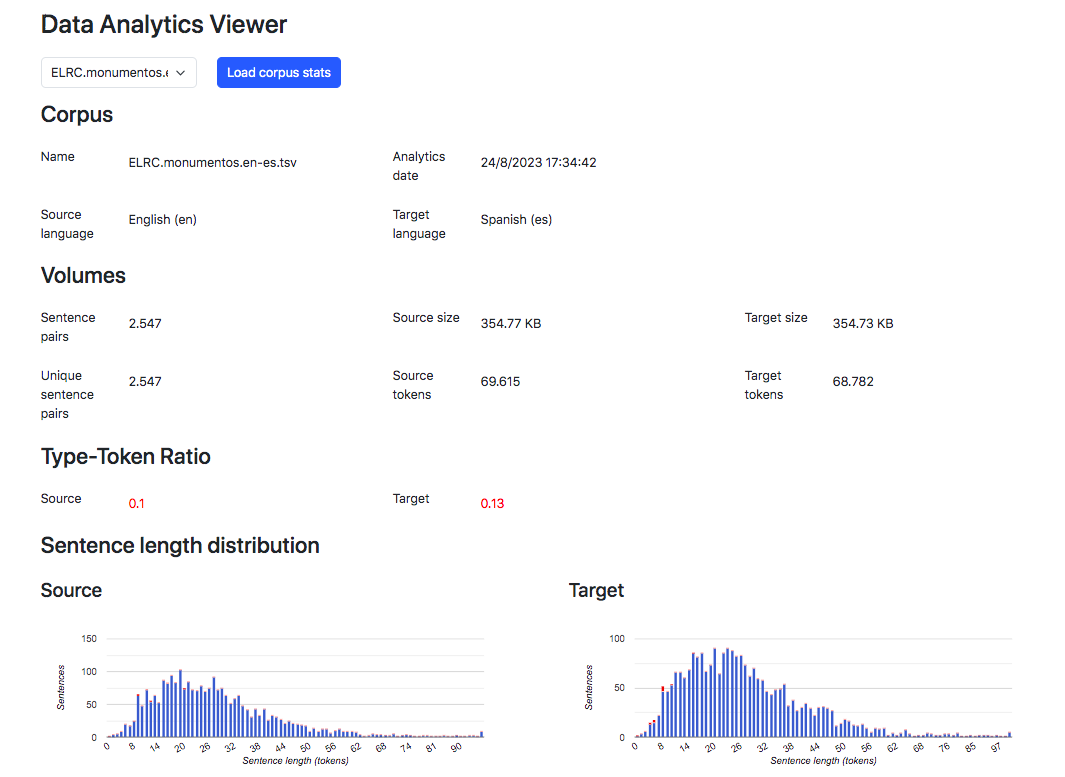 Data Analytics Viewer
ELRC.monumentos.e
Load corpus stats
Corpus
Name
ELRC.monumentos.en-es.tsv
Analytics
date
24/8/2023 17:34:42
Source
language
English (en)
Target
language
Spanish (es)
Volumes
Sentence
pairs
2.547
Source size
354.77 KB
Target size
354.73 KB
Unique
sentence
pairs
2.547
Source
tokens
69.615
Target
tokens
68.782
Type-Token Ratio
Source
0.1
Target
0.13
Sentence length distribution
Source
Target
150
100
50
0
Sentences
0 8 14 20 26 32 38 44 50 56 62 68 74 81 90
Sentence length (tokens)
100
50
0
Sentences
0 8 14 20 26 32 38 44 50 56 62 68 76 85 97
Sentence length (tokens)